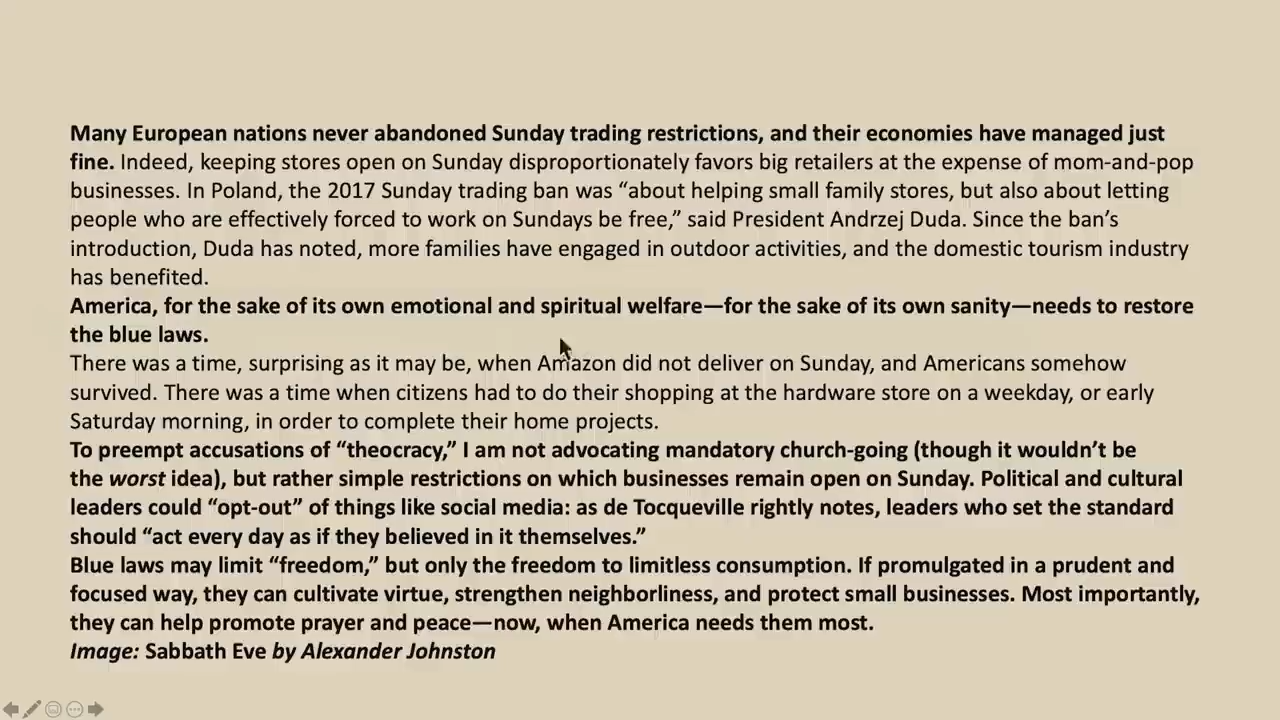 Many European nations never abandoned Sunday trading restrictions, and their economies have managed just
fine. Indeed, keeping stores open on Sunday disproportionately favors big retailers at the expense of mom-and-pop
businesses. In Poland, the 2017 Sunday trading ban was “about helping small family stores, but also about letting
people who are effectively forced to work on Sundays be free,” said President Andrzej Duda. Since the ban’s
introduction, Duda has noted, more families have engaged in outdoor activities, and the domestic tourism industry
has benefited.
America, for the sake of its own emotional and spiritual welfare—for the sake of its own sanity—needs to restore
the blue laws.
There was a time, surprising as it may be, when Amazon did not deliver on Sunday, and Americans somehow
survived. There was a time when citizens had to do their shopping at the hardware store on a weekday, or early
Saturday morning, in order to complete their home projects.
To preempt accusations of “theocracy,” I am not advocating mandatory church-going (though it wouldn’t be
the worst idea), but rather simple restrictions on which businesses remain open on Sunday. Political and cultural
leaders could “opt-out” of things like social media: as de Tocqueville rightly notes, leaders who set the standard
should “act every day as if they believed in it themselves.”
Blue laws may limit “freedom,” but only the freedom to limitless consumption. If promulgated in a prudent and
focused way, they can cultivate virtue, strengthen neighborliness, and protect small businesses. Most importantly,
they can help promote prayer and peace—now, when America needs them most.
Image: Sabbath Eve by Alexander Johnston